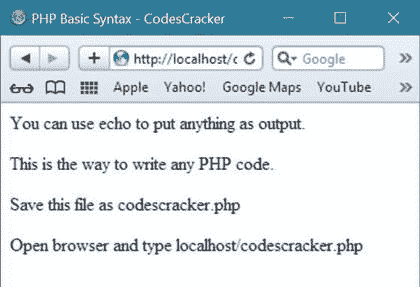 PHP Basic Syntax - CodesCracker
http://localhost/c
Google
Apple Yahoo! Google Maps YouTube
You can use echo to put anything as output.
This is the way to write any PHP code.
Save this file as codescracker.php
Open browser and type localhost/codescracker.php